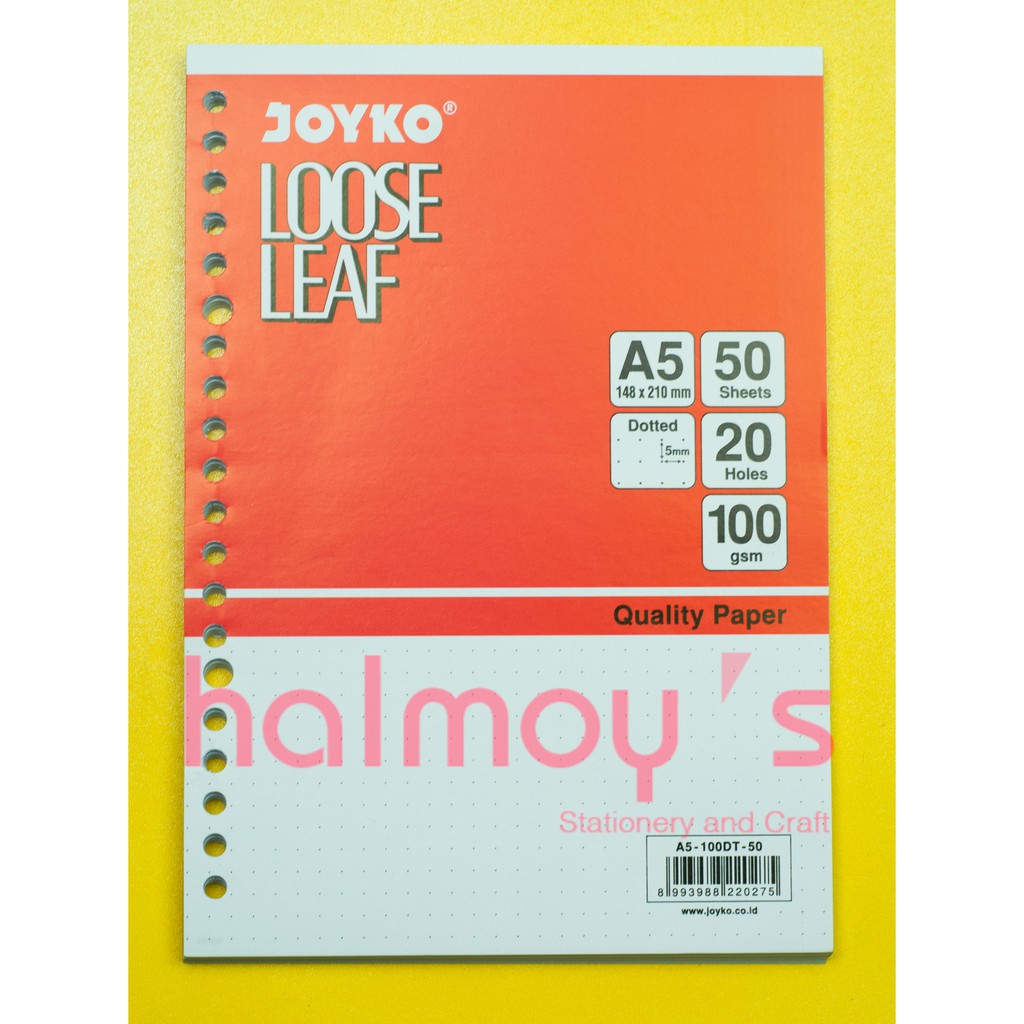 JOYKO®
LOOSE
LEAF
A5
148 x 210 mm
50
Sheets
Dotted
5mm
20
Holes
100
gsm
Quality Paper
halmoy's
Stationery and Craft
A5-100DT-50
8 993988 220275
www.joyko.co.id